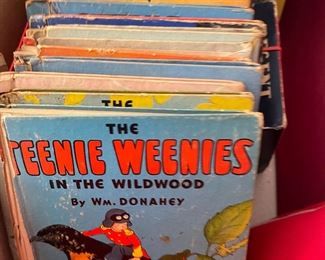 THE
THE
TEENIE WEENIES
IN THE WILDWOOD
By WM. DONAHEY